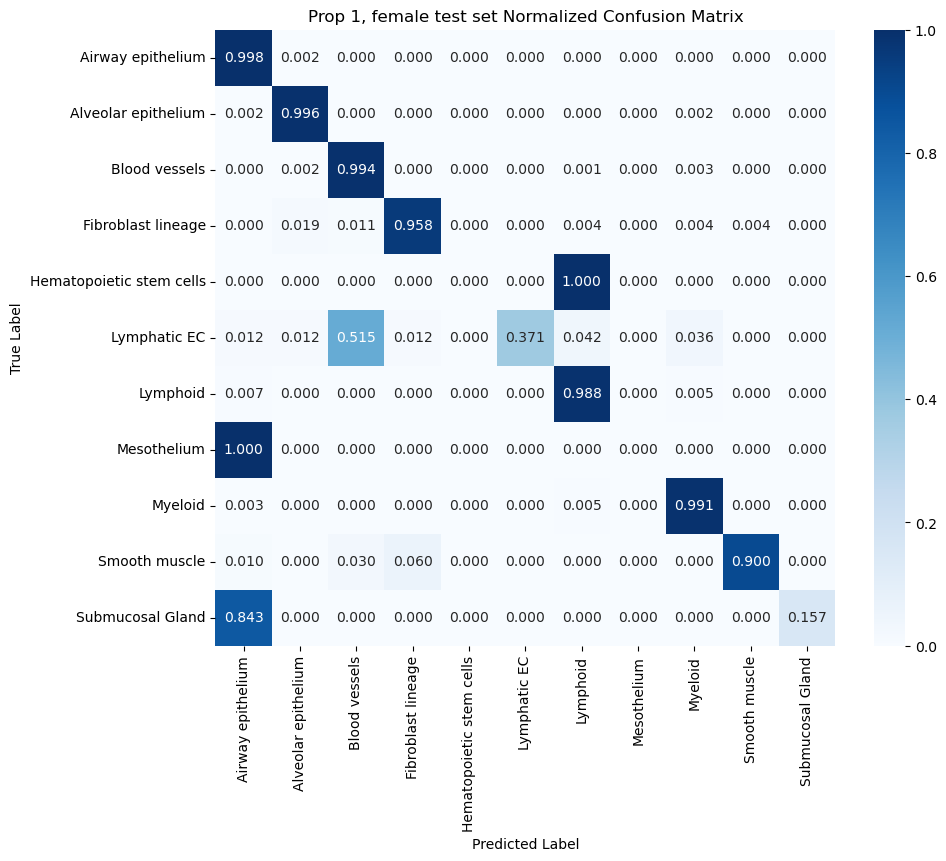 Prop 1, female test set Normalized Confusion Matrix
True Label
Airway epithelium 0.998 0.002 0.000 0.000 0.000 0.000 0.000 0.000 0.000 0.000 0.000
Alveolar epithelium 0.002 0.996 0.000 0.000 0.000 0.000 0.000 0.000 0.002 0.000 0.000
Blood vessels 0.000 0.002 0.994 0.000 0.000 0.000 0.001 0.000 0.003 0.000 0.000
Fibroblast lineage 0.000 0.019 0.011 0.958 0.000 0.000 0.004 0.000 0.004 0.004 0.000
Hematopoietic stem cells 0.000 0.000 0.000 0.000 0.000 0.000 1.000 0.000 0.000 0.000 0.000
Lymphatic EC 0.012 0.012 0.515 0.012 0.000 0.371 0.042 0.000 0.036 0.000 0.000
Lymphoid 0.007 0.000 0.000 0.000 0.000 0.000 0.988 0.000 0.005 0.000 0.000
Mesothelium 1.000 0.000 0.000 0.000 0.000 0.000 0.000 0.000 0.000 0.000 0.000
Myeloid 0.003 0.000 0.000 0.000 0.000 0.000 0.005 0.000 0.991 0.000 0.000
Smooth muscle 0.010 0.000 0.030 0.060 0.000 0.000 0.000 0.000 0.000 0.900 0.000
Submucosal Gland 0.843 0.000 0.000 0.000 0.000 0.000 0.000 0.000 0.000 0.000 0.157
Airway epithelium
Alveolar epithelium
Blood vessels
Fibroblast lineage
Hematopoietic stem cells
Lymphatic EC
Lymphoid
Mesothelium
Myeloid
Smooth muscle
Submucosal Gland
Predicted Label
1.0
0.8
0.6
0.4
0.2
0.0